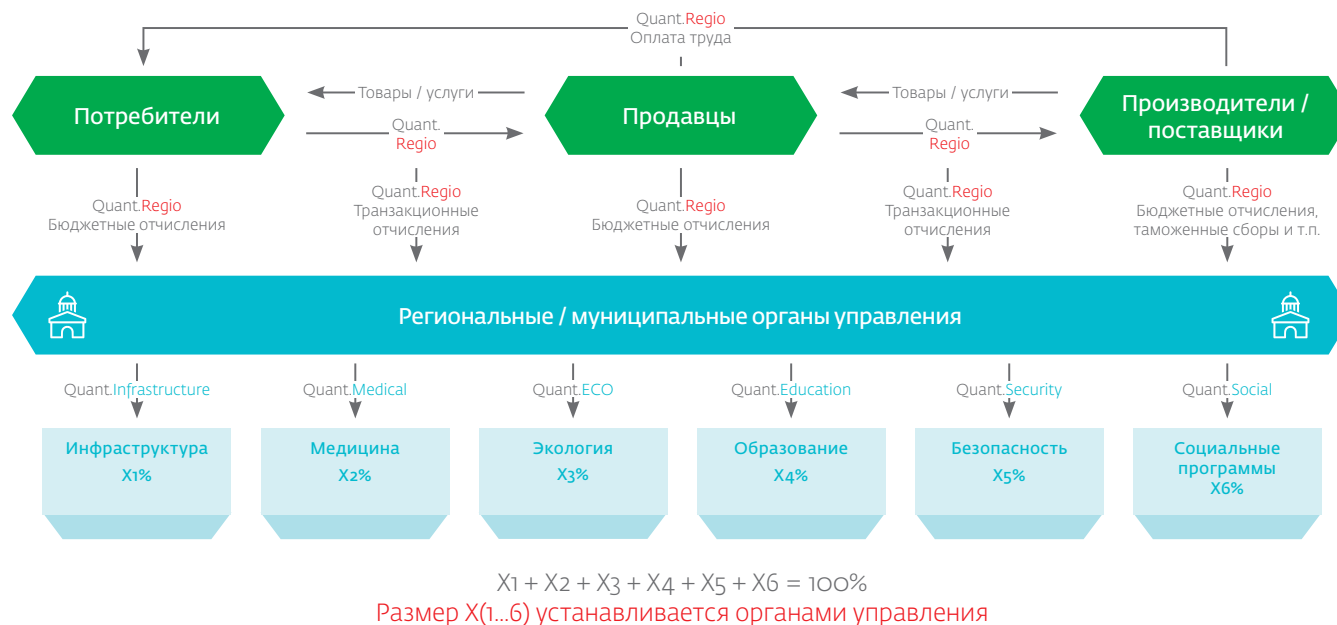 Quant.Regio
Оплата труда
Потребители
Товары / услуги
Quant.
Regio
Продавцы
Товары / услуги
Quant.
Regio
Производители /
поставщики
Quant.Regio
Бюджетные отчисления
Quant.Regio
Транзакционные
отчисления
Quant.Regio
Бюджетные отчисления
Quant.Regio
Транзакционные
отчисления
Quant.Regio
Бюджетные отчисления,
таможенные сборы и т.п.
Региональные / муниципальные органы управления
Quant.Infrastructure
Quant.Medical
Quant.ECO
Quant.Education
Quant.Security
Quant.Social
Инфраструктура
X1%
Медицина
X2%
Экология
X3%
Образование
X4%
Безопасность
X5%
Социальные
программы
X6%
X1 + X2 + X3 + X4 + X5 + X6 = 100%
Размер X(1...6) устанавливается органами управления